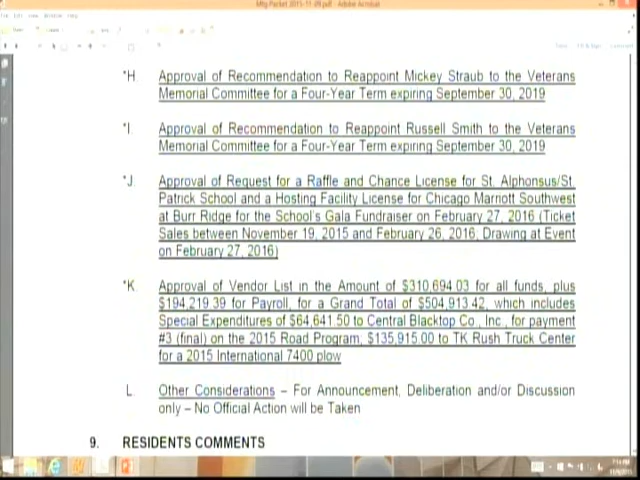 Mtg Packet 2015-11-09.pdf - Adobe Acrobat
*H Approval of Recommendation to Reappoint Mickey Straub to the Veterans
Memorial Committee for a Four-Year Term expiring September 30, 2019
*I Approval of Recommendation to Reappoint Russell Smith to the Veterans
Memorial Committee for a Four-Year Term expiring September 30, 2019
*J. Approval of Request for a Raffle and Chance License for St. Alphonsus/St.
Patrick School and a Hosting Facility License for Chicago Marriott Southwest
at Burr Ridge for the School's Gala Fundraiser on February 27, 2016 (Ticket
Sales between November 19, 2015 and February 26, 2016, Drawing at Event
on February 27, 2016)
*K. Approval of Vendor List in the Amount of $310,694.03 for all funds, plus
$194,219.39 for Payroll, for a Grand Total of $504,913.42, which includes
Special Expenditures of $64,641.50 to Central Blacktop Co., Inc., for payment
#3 (final) on the 2015 Road Program; $135,915.00 to TK Rush Truck Center
for a 2015 International 7400 plow
L. Other Considerations – For Announcement, Deliberation and/or Discussion
only – No Official Action will be Taken
9. RESIDENTS COMMENTS